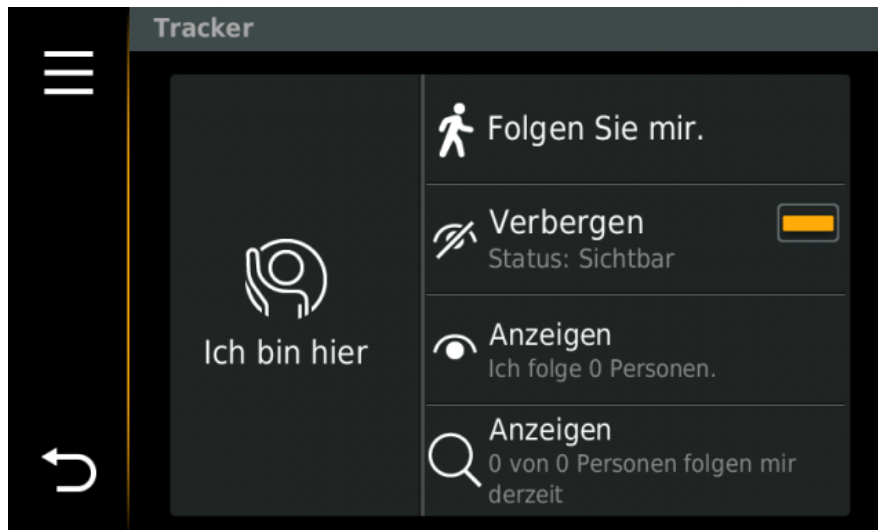 Tracker
Ich bin hier
Folgen Sie mir.
Verbergen
Status: Sichtbar
Anzeigen
Ich folge 0 Personen.
Anzeigen
0 von 0 Personen folgen mir
derzeit